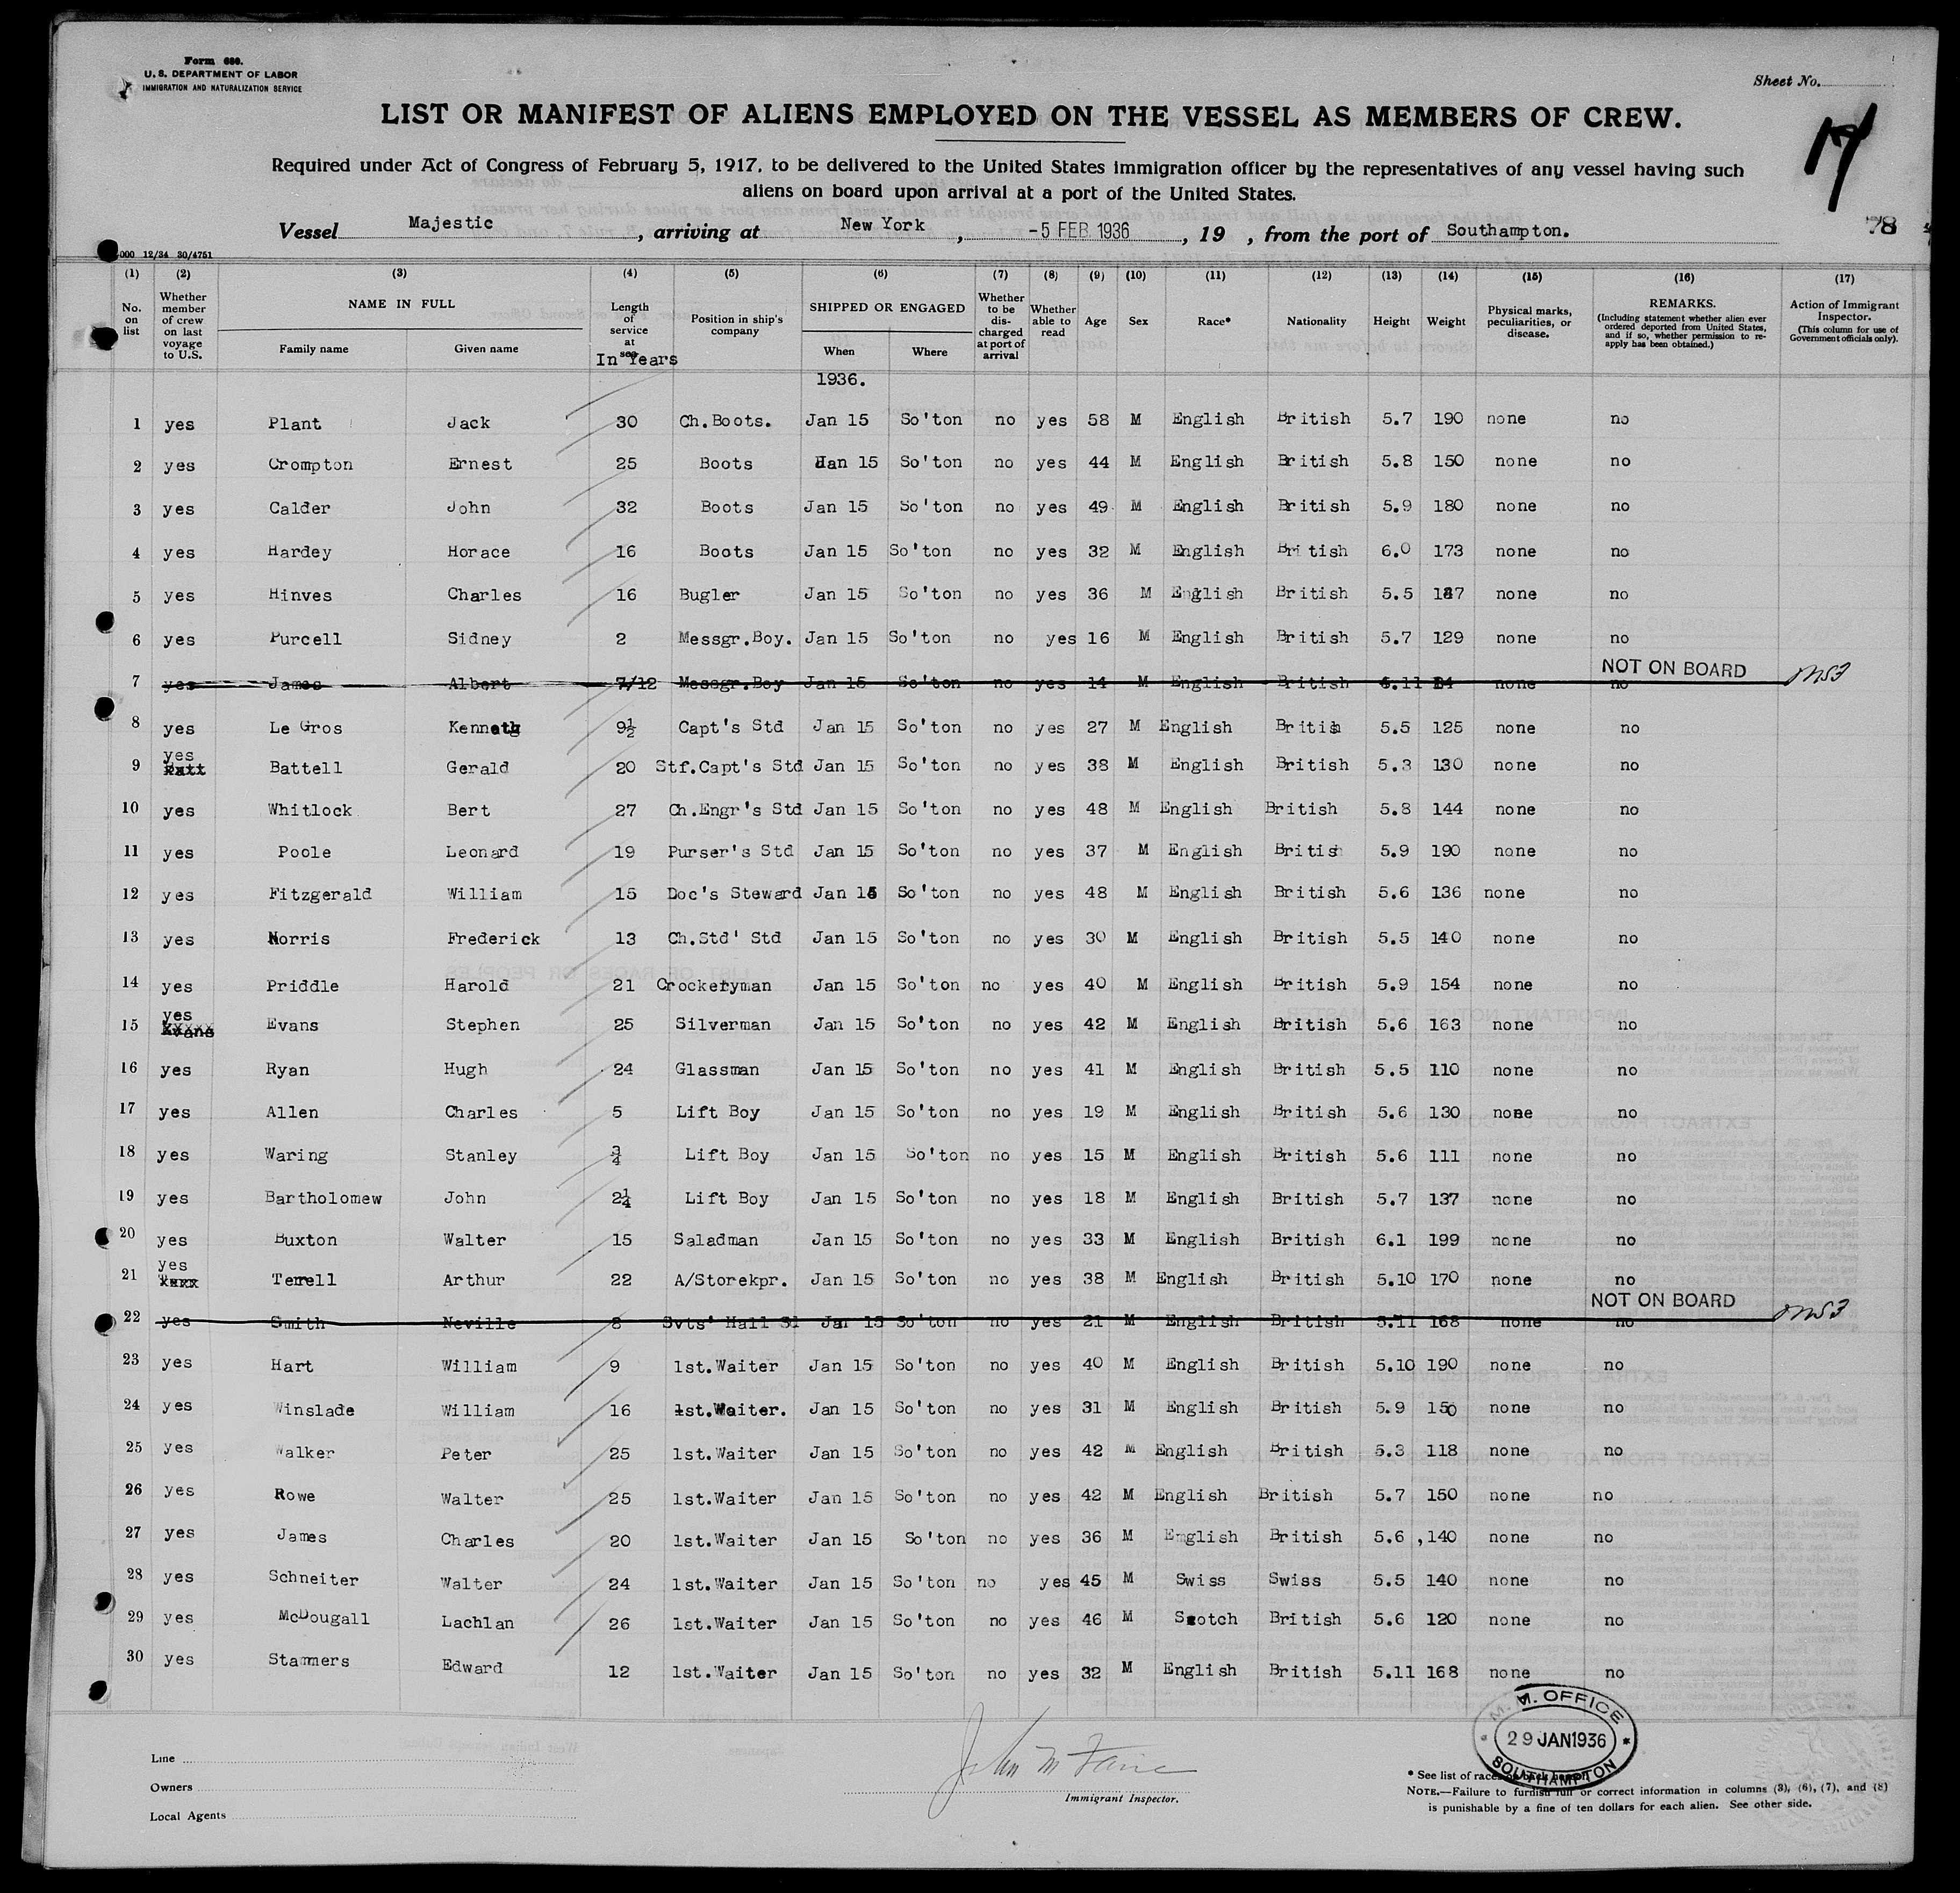 Form 686.
U. S. DEPARTMENT OF LABOR
IMMIGRATION AND NATURALIZATION SERVICE
Sheet No.
17
LIST OR MANIFEST OF ALIENS EMPLOYED ON THE VESSEL AS MEMBERS OF CREW.
Required under Act of Congress of February 5, 1917, to be delivered to the United States immigration officer by the representatives of any vessel having such
aliens on board upon arrival at a port of the United States.
78
Vessel Majestic, arriving at New York, -5 FEB 1936, 19 , from the port of Southampton.
000 12/34 30/4751
(1) (2) (3) (4) (5) (6) (7) (8) (9) (10) (11) (12) (13) (14) (15) (16) (17)
No. on list Whether member of crew on last voyage to U.S. NAME IN FULL Family name Given name Length of service at sea In Years Position in ship's company SHIPPED OR ENGAGED When Where Whether to be discharged at port of arrival Whether able to read Age Sex Race* Nationality Height Weight Physical marks, peculiarities, or disease. REMARKS. (Including statement whether alien ever ordered deported from United States, and if so, whether permission to re-apply has been obtained.) Action of Immigrant Inspector. (This column for use of Government officials only).
1936.
1 yes Plant Jack 30 Ch.Boots. Jan 15 So'ton no yes 58 M English British 5.7 190 none no
2 yes Crompton Ernest 25 Boots Jan 15 So'ton no yes 44 M English British 5.8 150 none no
3 yes Calder John 32 Boots Jan 15 So'ton no yes 49 M English British 5.9 180 none no
4 yes Hardey Horace 16 Boots Jan 15 So'ton no yes 32 M English British 6.0 173 none no
5 yes Hinves Charles 16 Bugler Jan 15 So'ton no yes 36 M English British 5.5 127 none no
6 yes Purcell Sidney 2 Messgr.Boy. Jan 15 So'ton no yes 16 M English British 5.7 129 none no
NOT ON BOARD
7 yes James Albert 7/12 Messgr.Boy Jan 15 So'ton no yes 14 M English British none no
8 yes Le Gros Kenneth 9½ Capt's Std Jan 15 So'ton no yes 27 M English British 5.5 125 none no
9 yes Battell Gerald 20 Stf.Capt's Std Jan 15 So'ton no yes 38 M English British 5.3 130 none no
10 yes Whitlock Bert 27 Ch.Engr's Std Jan 15 So'ton no yes 48 M English British 5.8 144 none no
11 yes Poole Leonard 19 Purser's Std Jan 15 So'ton no yes 37 M English Britis 5.9 190 none no
12 yes Fitzgerald William 15 Doc's Steward Jan 15 So'ton no yes 48 M English British 5.6 136 none no
13 yes Norris Frederick 13 Ch.Std' Std Jan 15 So'ton no yes 30 M English British 5.5 140 none no
14 yes Priddle Harold 21 Crockeryman Jan 15 So'ton no yes 40 M English British 5.9 154 none no
15 yes Evans Stephen 25 Silverman Jan 15 So'ton no yes 42 M English British 5.6 163 none no
16 yes Ryan Hugh 24 Glassman Jan 15 So'ton no yes 41 M English British 5.5 110 none no
17 yes Allen Charles 5 Lift Boy Jan 15 So'ton no yes 19 M English British 5.6 130 none no
18 yes Waring Stanley ¾ Lift Boy Jan 15 So'ton no yes 15 M English British 5.6 111 none no
19 yes Bartholomew John 2¼ Lift Boy Jan 15 So'ton no yes 18 M English British 5.7 137 none no
20 yes Buxton Walter 15 Saladman Jan 15 So'ton no yes 33 M English British 6.1 199 none no
21 yes Terrell Arthur 22 A/Storekpr. Jan 15 So'ton no yes 38 M English British 5.10 170 none no
NOT ON BOARD
22 yes Smith Neville 8 Svts' Hall Sd Jan 15 So'ton no yes 21 M English British 5.11 168 none no
23 yes Hart William 9 1st.Waiter Jan 15 So'ton no yes 40 M English British 5.10 190 none no
24 yes Winslade William 16 1st.Waiter. Jan 15 So'ton no yes 31 M English British 5.9 150 none no
25 yes Walker Peter 25 1st.Waiter Jan 15 So'ton no yes 42 M English British 5.3 118 none no
26 yes Rowe Walter 25 1st.Waiter Jan 15 So'ton no yes 42 M English British 5.7 150 none no
27 yes James Charles 20 1st.Waiter Jan 15 So'ton no yes 36 M English British 5.6 ,140 none no
28 yes Schneiter Walter 24 1st.Waiter Jan 15 So'ton no yes 45 M Swiss Swiss 5.5 140 none no
29 yes McDougall Lachlan 26 1st.Waiter Jan 15 So'ton no yes 46 M Scotch British 5.6 120 none no
30 yes Stammers Edward 12 1st.Waiter Jan 15 So'ton no yes 32 M English British 5.11 168 none no
M. M. OFFICE
29 JAN 1936
SOUTHAMPTON
Line
Owners
Local Agents
John M
Immigrant Inspector.
* See list of races on back hereof.
NOTE.—Failure to furnish full or correct information in columns (3), (6), (7), and (8)
is punishable by a fine of ten dollars for each alien. See other side.